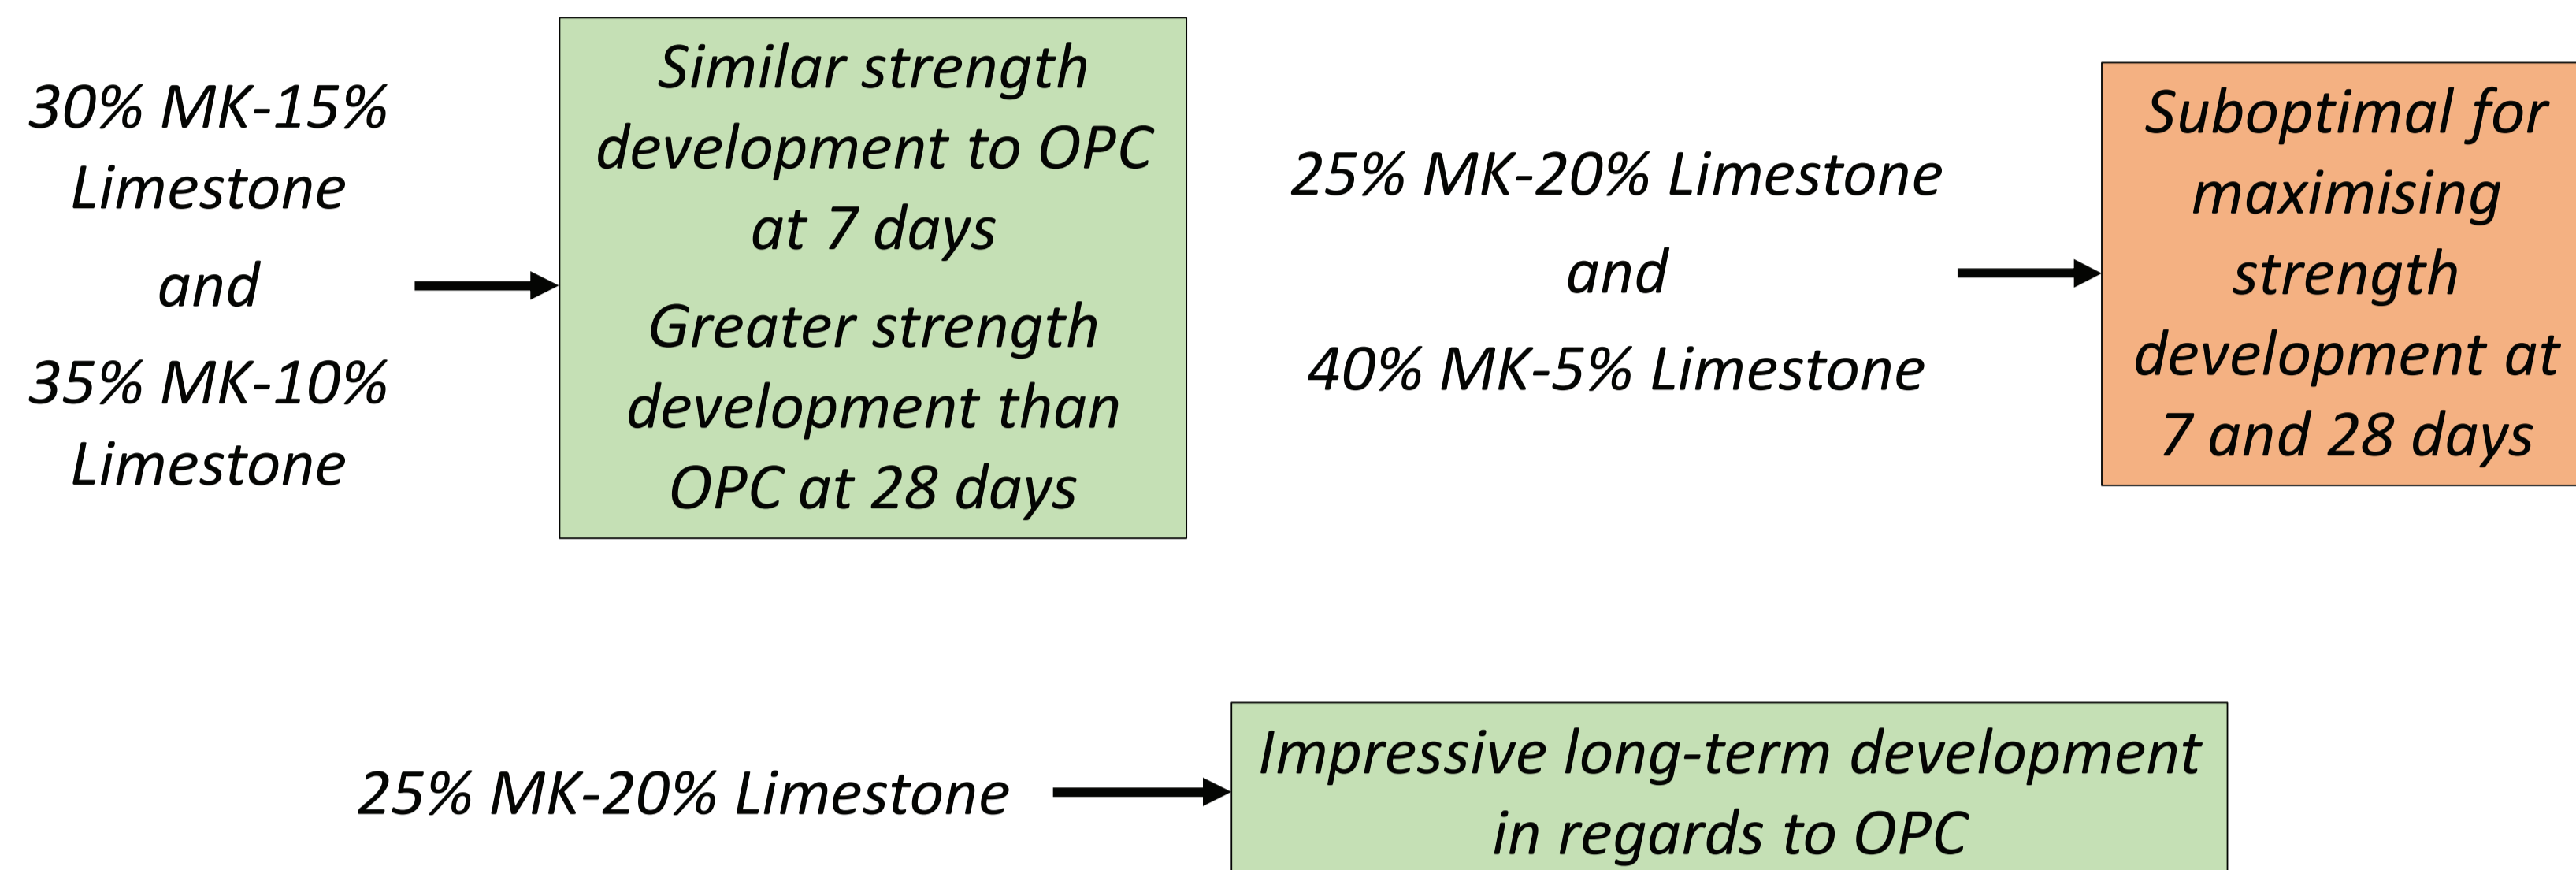 30% MK-15%
Limestone
and
35% MK-10%
Limestone
Similar strength
development to OPC
at 7 days
Greater strength
development than
OPC at 28 days
25% MK-20% Limestone
and
40% MK-5% Limestone
Suboptimal for
maximising
strength
development at
7 and 28 days
25% MK-20% Limestone
Impressive long-term development
in regards to OPC